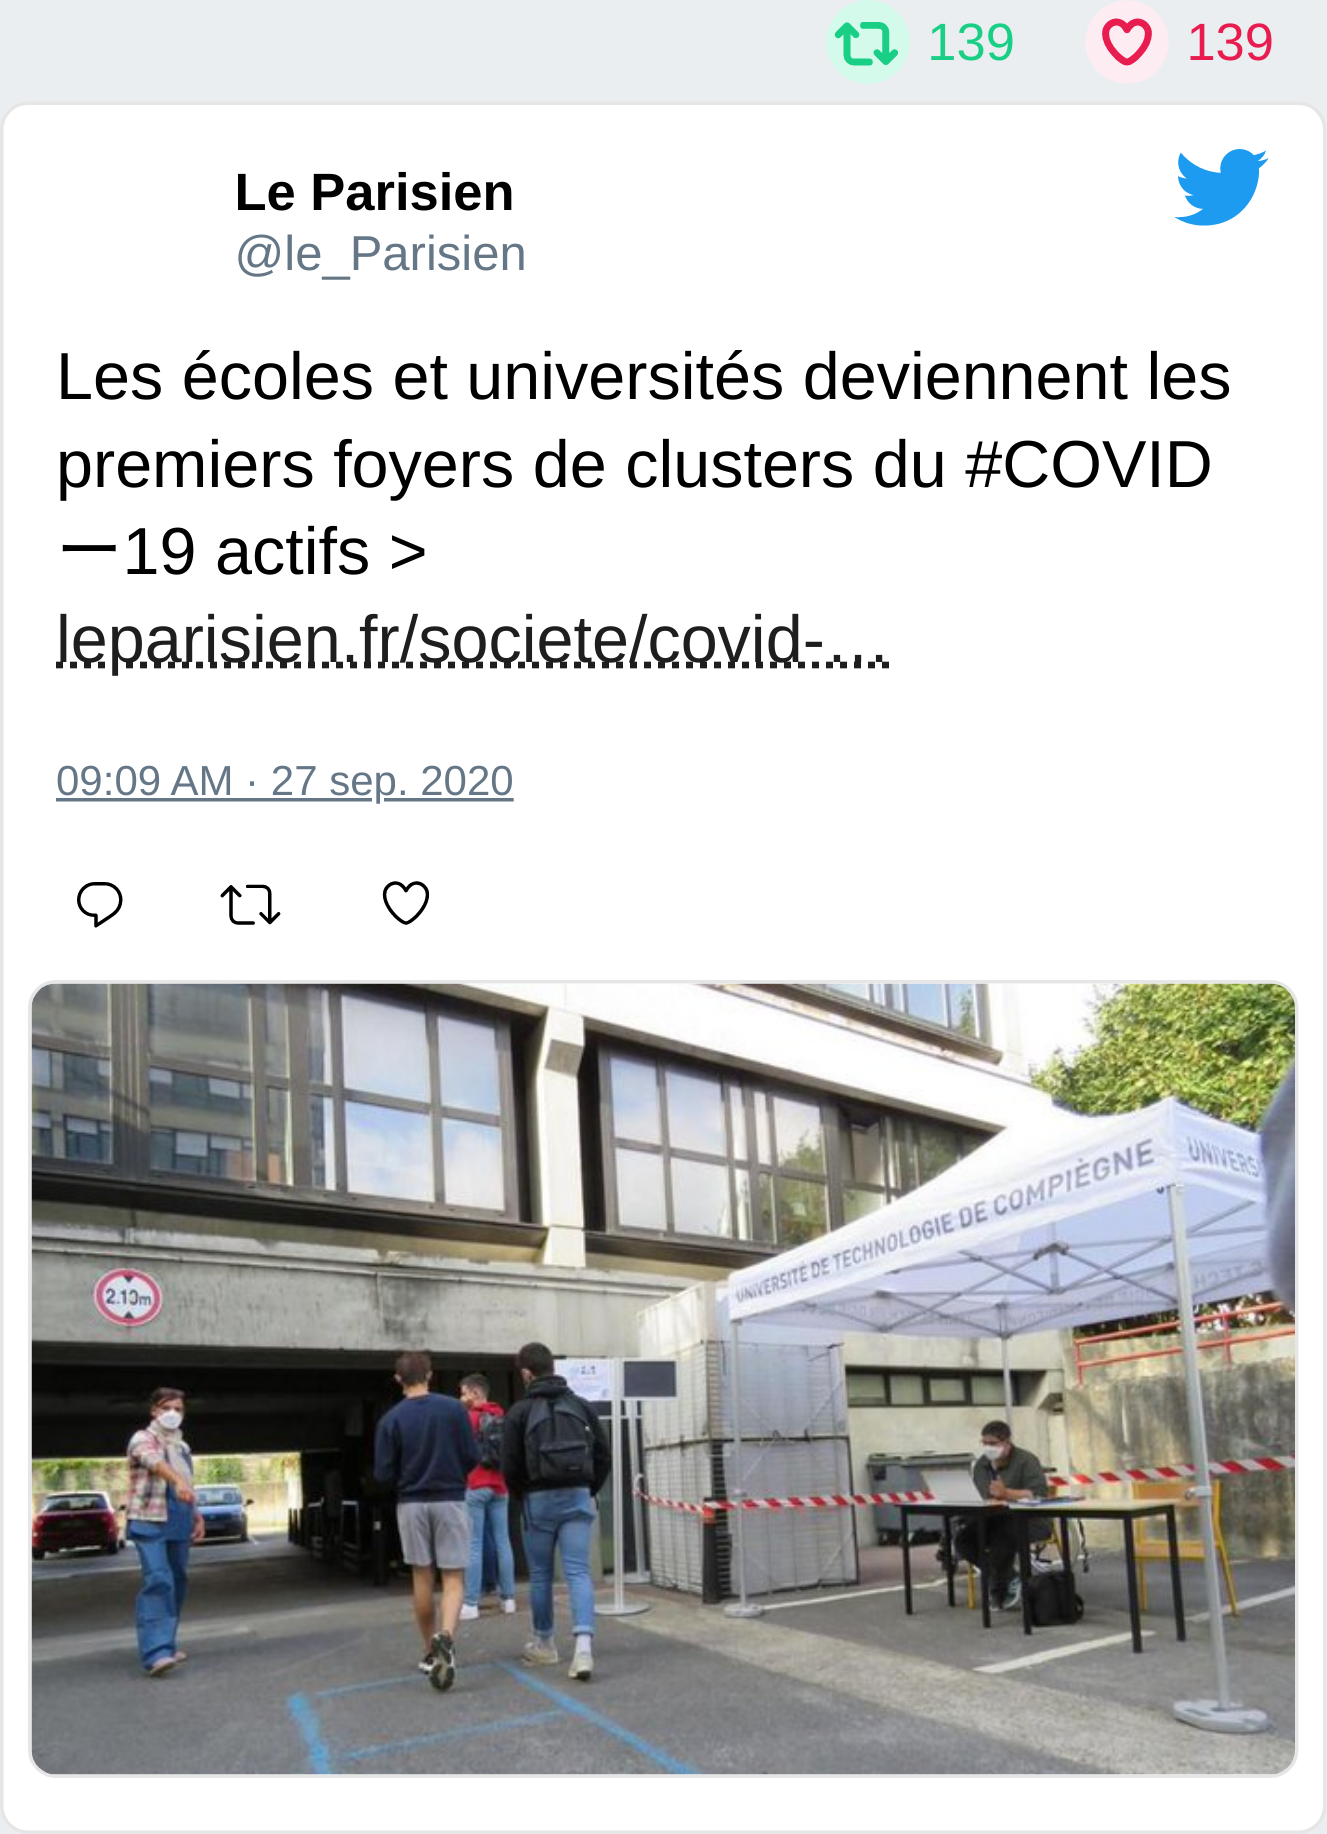 139 139
Le Parisien
@le_Parisien
Les écoles et universités deviennent les
premiers foyers de clusters du #COVID
ー19 actifs >
leparisien.fr/societe/covid-…
09:09 AM · 27 sep. 2020
UNIVERSITÉ DE TECHNOLOGIE DE COMPIÈGNE
UNIVERS
2.10m